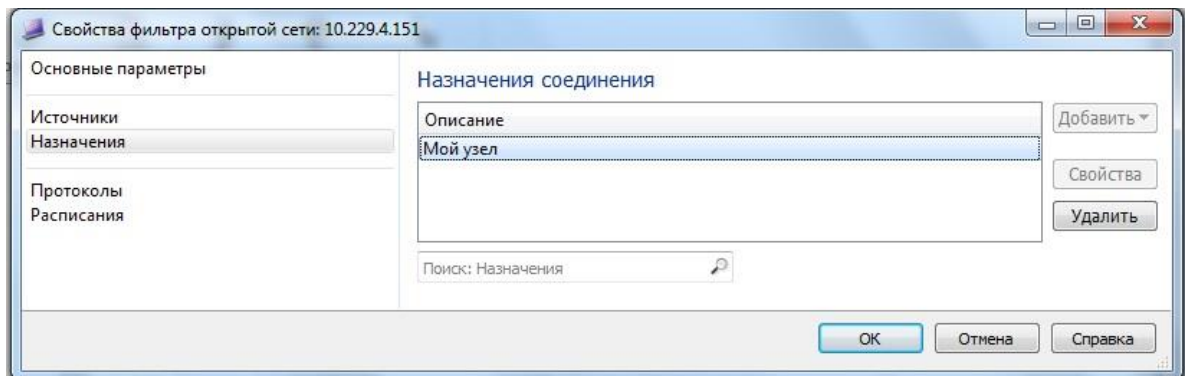 Свойства фильтра открытой сети: 10.229.4.151
Основные параметры
Источники
Назначения
Протоколы
Расписания
Назначения соединения
Описание
Мой узел
Добавить
Свойства
Удалить
Поиск: Назначения
OK
Отмена
Справка